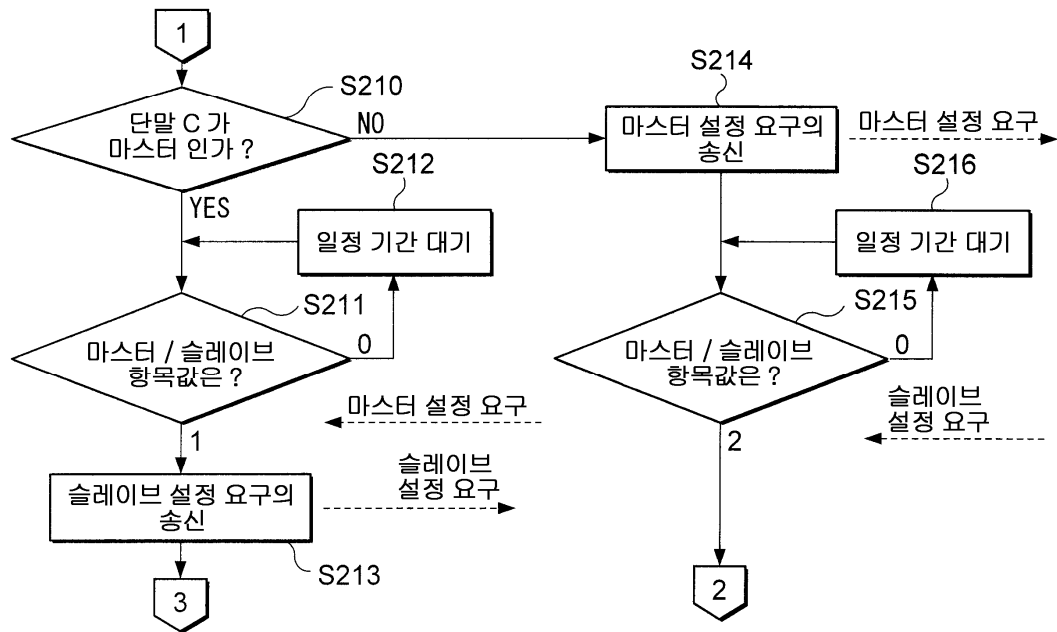 1
S210
단말 C 가
마스터 인가 ?
NO
YES
S214
마스터 설정 요구의
송신
마스터 설정 요구
S212
일정 기간 대기
S211
마스터 / 슬레이브
항목값은 ?
0
1
마스터 설정 요구
슬레이브 설정 요구의
송신
슬레이브
설정 요구
S213
3
S216
일정 기간 대기
S215
마스터 / 슬레이브
항목값은 ?
0
2
슬레이브
설정 요구
2